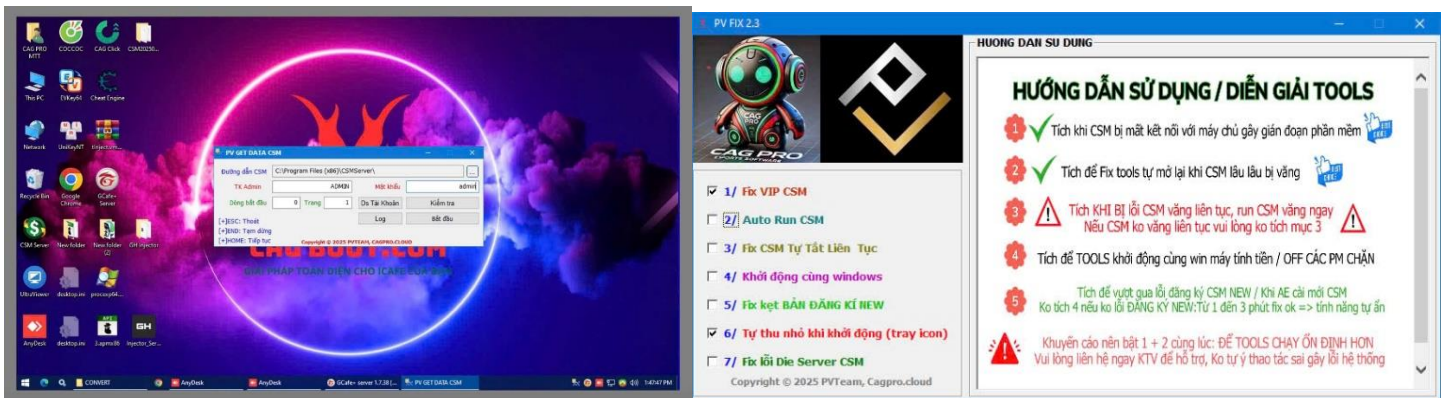 CAG PRO MTT
COCCOC
CAG Click
CSM20250...
This PC
EVKey64
Cheat Engine
Network
UniKeyNT
Recycle Bin
Google Chrome
GCafe+ Server
CSM Server
New folder
New folder (2)
GH Injector
UltraViewer
desktop.ini
procexp64...
AnyDesk
desktop.ini
Injector_Ser...
GH
PV GET DATA CSM
Đường dẫn CSM
C:\Program Files (x86)\CSMServer\
...
TK Admin
ADMIN
Mật khẩu
admin
Dòng bắt đầu
0
Trang
1
Ds Tài Khoản
Kiểm tra
[+]ESC: Thoát
Log
Bắt đầu
[+]END: Tạm dừng
[+]HOME: Tiếp tục
Copyright © 2025 PVTEAM, CAGPRO.CLOUD
CAG-BOOT.COM
GIẢI PHÁP TOÀN DIỆN CHO ICAFE CỦA BẠN
CONVERT
AnyDesk
AnyDesk
GCafe+ server 1.7.38 [...
PV GET DATA CSM
1:47:47 PM
PV FIX 2.3
CAG PRO
ESPORTS SOFTWARE
1/ Fix VIP CSM
2/ Auto Run CSM
3/ Fix CSM Tự Tắt Liên Tục
4/ Khởi động cùng windows
5/ Fix kẹt BẢN ĐĂNG KÍ NEW
6/ Tự thu nhỏ khi khởi động (tray icon)
7/ Fix lỗi Die Server CSM
Copyright © 2025 PVTeam, Cagpro.cloud
HUONG DAN SU DUNG
HƯỚNG DẪN SỬ DỤNG / DIỄN GIẢI TOOLS
1 Tích khi CSM bị mất kết nối với máy chủ gây gián đoạn phần mềm
2 Tích để Fix tools tự mở lại khi CSM lâu lâu bị văng
3 Tích KHI BỊ lỗi CSM văng liên tục, run CSM văng ngay
Nếu CSM ko văng liên tục vui lòng ko tích mục 3
4 Tích để TOOLS khởi động cùng win máy tính tiền / OFF CÁC PM CHẶN
5 Tích để vượt qua lỗi đăng ký CSM NEW / Khi AE cài mới CSM
Ko tích 4 nếu ko lỗi ĐĂNG KÝ NEW:Từ 1 đến 3 phút fix ok => tính năng tự ẩn
Khuyến cáo nên bật 1 + 2 cùng lúc: ĐỂ TOOLS CHẠY ỔN ĐỊNH HƠN
Vui lòng liên hệ ngay KTV để hỗ trợ, Ko tự ý thao tác sai gây lỗi hệ thống